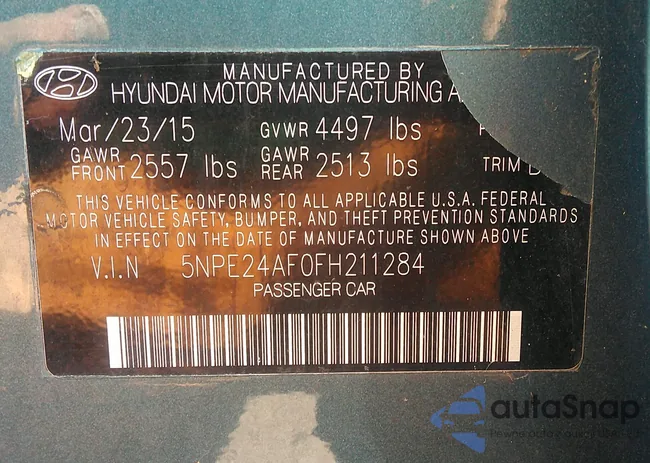 MANUFACTURED BY
HYUNDAI MOTOR MANUFACTURING
Mar/23/15 GVWR 4497 lbs
GAWR FRONT 2557 lbs GAWR REAR 2513 lbs TRIM
THIS VEHICLE CONFORMS TO ALL APPLICABLE U.S.A. FEDERAL
MOTOR VEHICLE SAFETY, BUMPER, AND THEFT PREVENTION STANDARDS
IN EFFECT ON THE DATE OF MANUFACTURE SHOWN ABOVE
V.I.N 5NPE24AF0FH211284
PASSENGER CAR
autoSnap